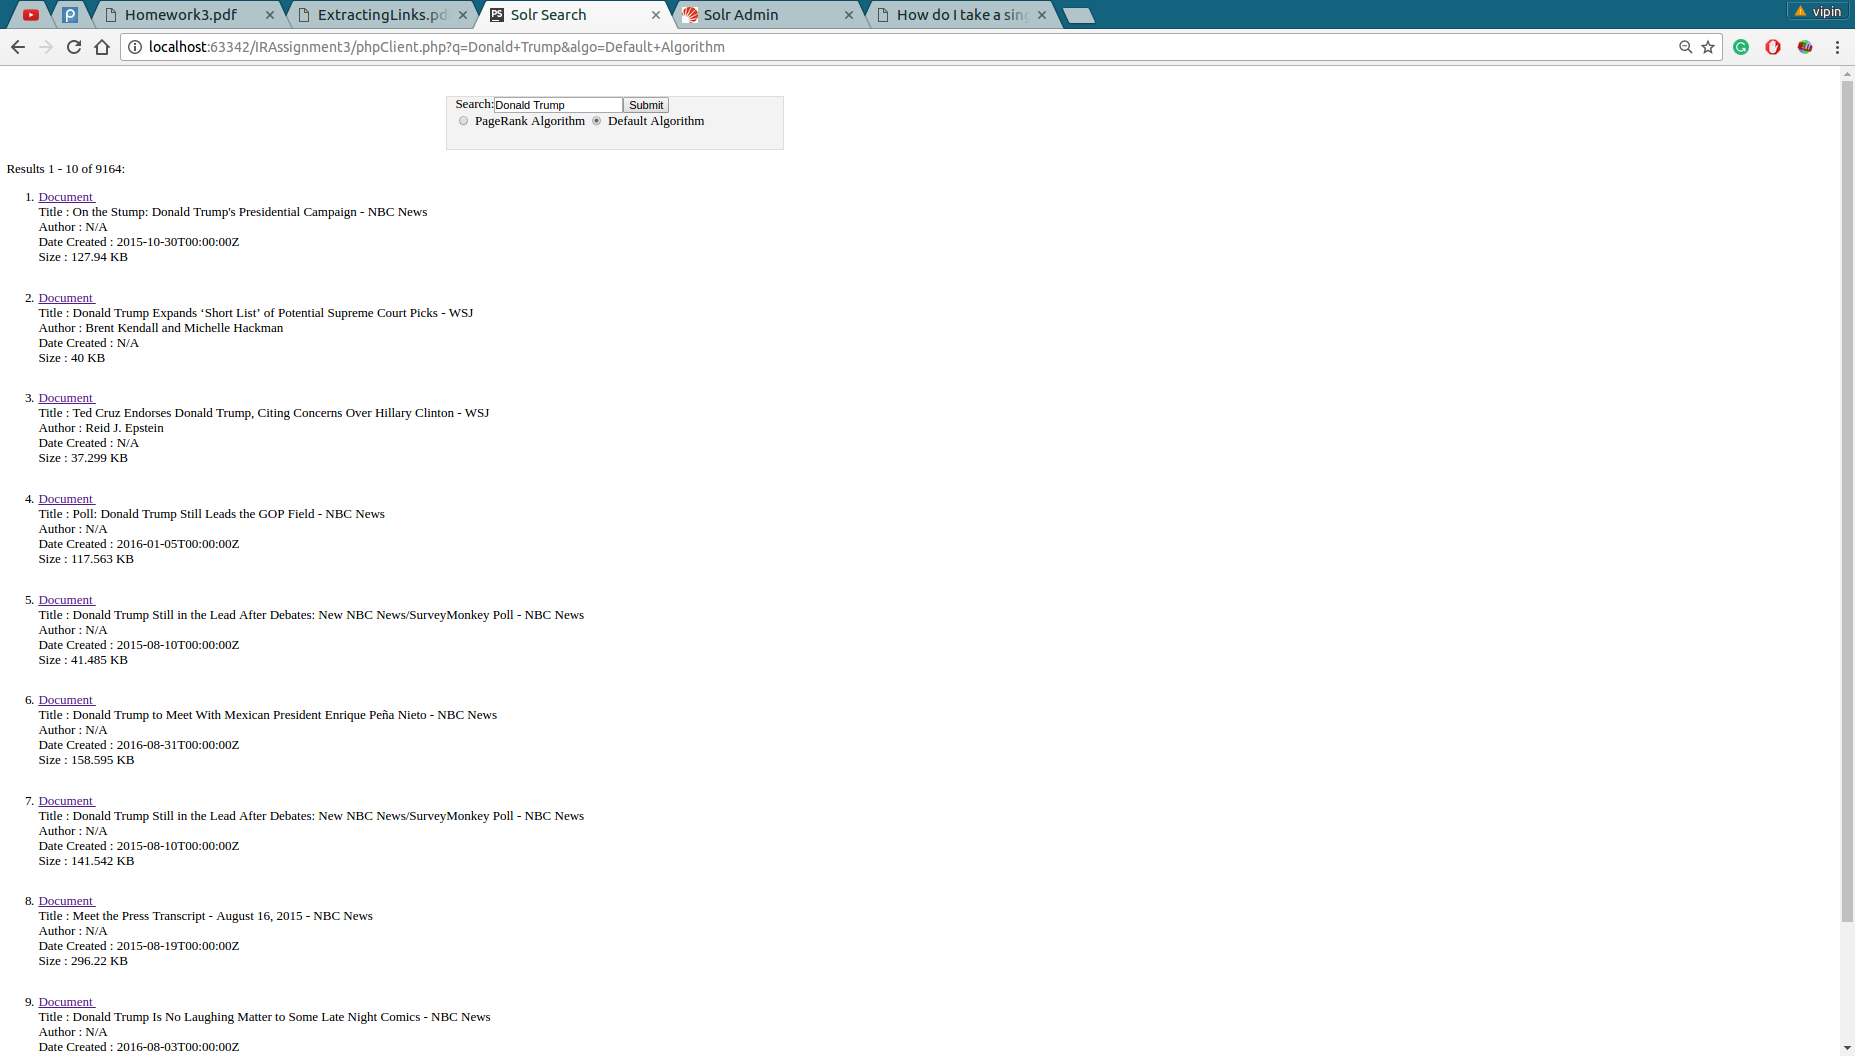 Homework3.pdf
ExtractingLinks.pd
Solr Search
Solr Admin
How do I take a sin
vipin
localhost:63342/IRAssignment3/phpClient.php?q=Donald+Trump&algo=Default+Algorithm
Search:Donald Trump Submit
PageRank Algorithm Default Algorithm
Results 1 - 10 of 9164:
1. Document
Title : On the Stump: Donald Trump's Presidential Campaign - NBC News
Author : N/A
Date Created : 2015-10-30T00:00:00Z
Size : 127.94 KB
2. Document
Title : Donald Trump Expands ‘Short List’ of Potential Supreme Court Picks - WSJ
Author : Brent Kendall and Michelle Hackman
Date Created : N/A
Size : 40 KB
3. Document
Title : Ted Cruz Endorses Donald Trump, Citing Concerns Over Hillary Clinton - WSJ
Author : Reid J. Epstein
Date Created : N/A
Size : 37.299 KB
4. Document
Title : Poll: Donald Trump Still Leads the GOP Field - NBC News
Author : N/A
Date Created : 2016-01-05T00:00:00Z
Size : 117.563 KB
5. Document
Title : Donald Trump Still in the Lead After Debates: New NBC News/SurveyMonkey Poll - NBC News
Author : N/A
Date Created : 2015-08-10T00:00:00Z
Size : 41.485 KB
6. Document
Title : Donald Trump to Meet With Mexican President Enrique Peña Nieto - NBC News
Author : N/A
Date Created : 2016-08-31T00:00:00Z
Size : 158.595 KB
7. Document
Title : Donald Trump Still in the Lead After Debates: New NBC News/SurveyMonkey Poll - NBC News
Author : N/A
Date Created : 2015-08-10T00:00:00Z
Size : 141.542 KB
8. Document
Title : Meet the Press Transcript - August 16, 2015 - NBC News
Author : N/A
Date Created : 2015-08-19T00:00:00Z
Size : 296.22 KB
9. Document
Title : Donald Trump Is No Laughing Matter to Some Late Night Comics - NBC News
Author : N/A
Date Created : 2016-08-03T00:00:00Z